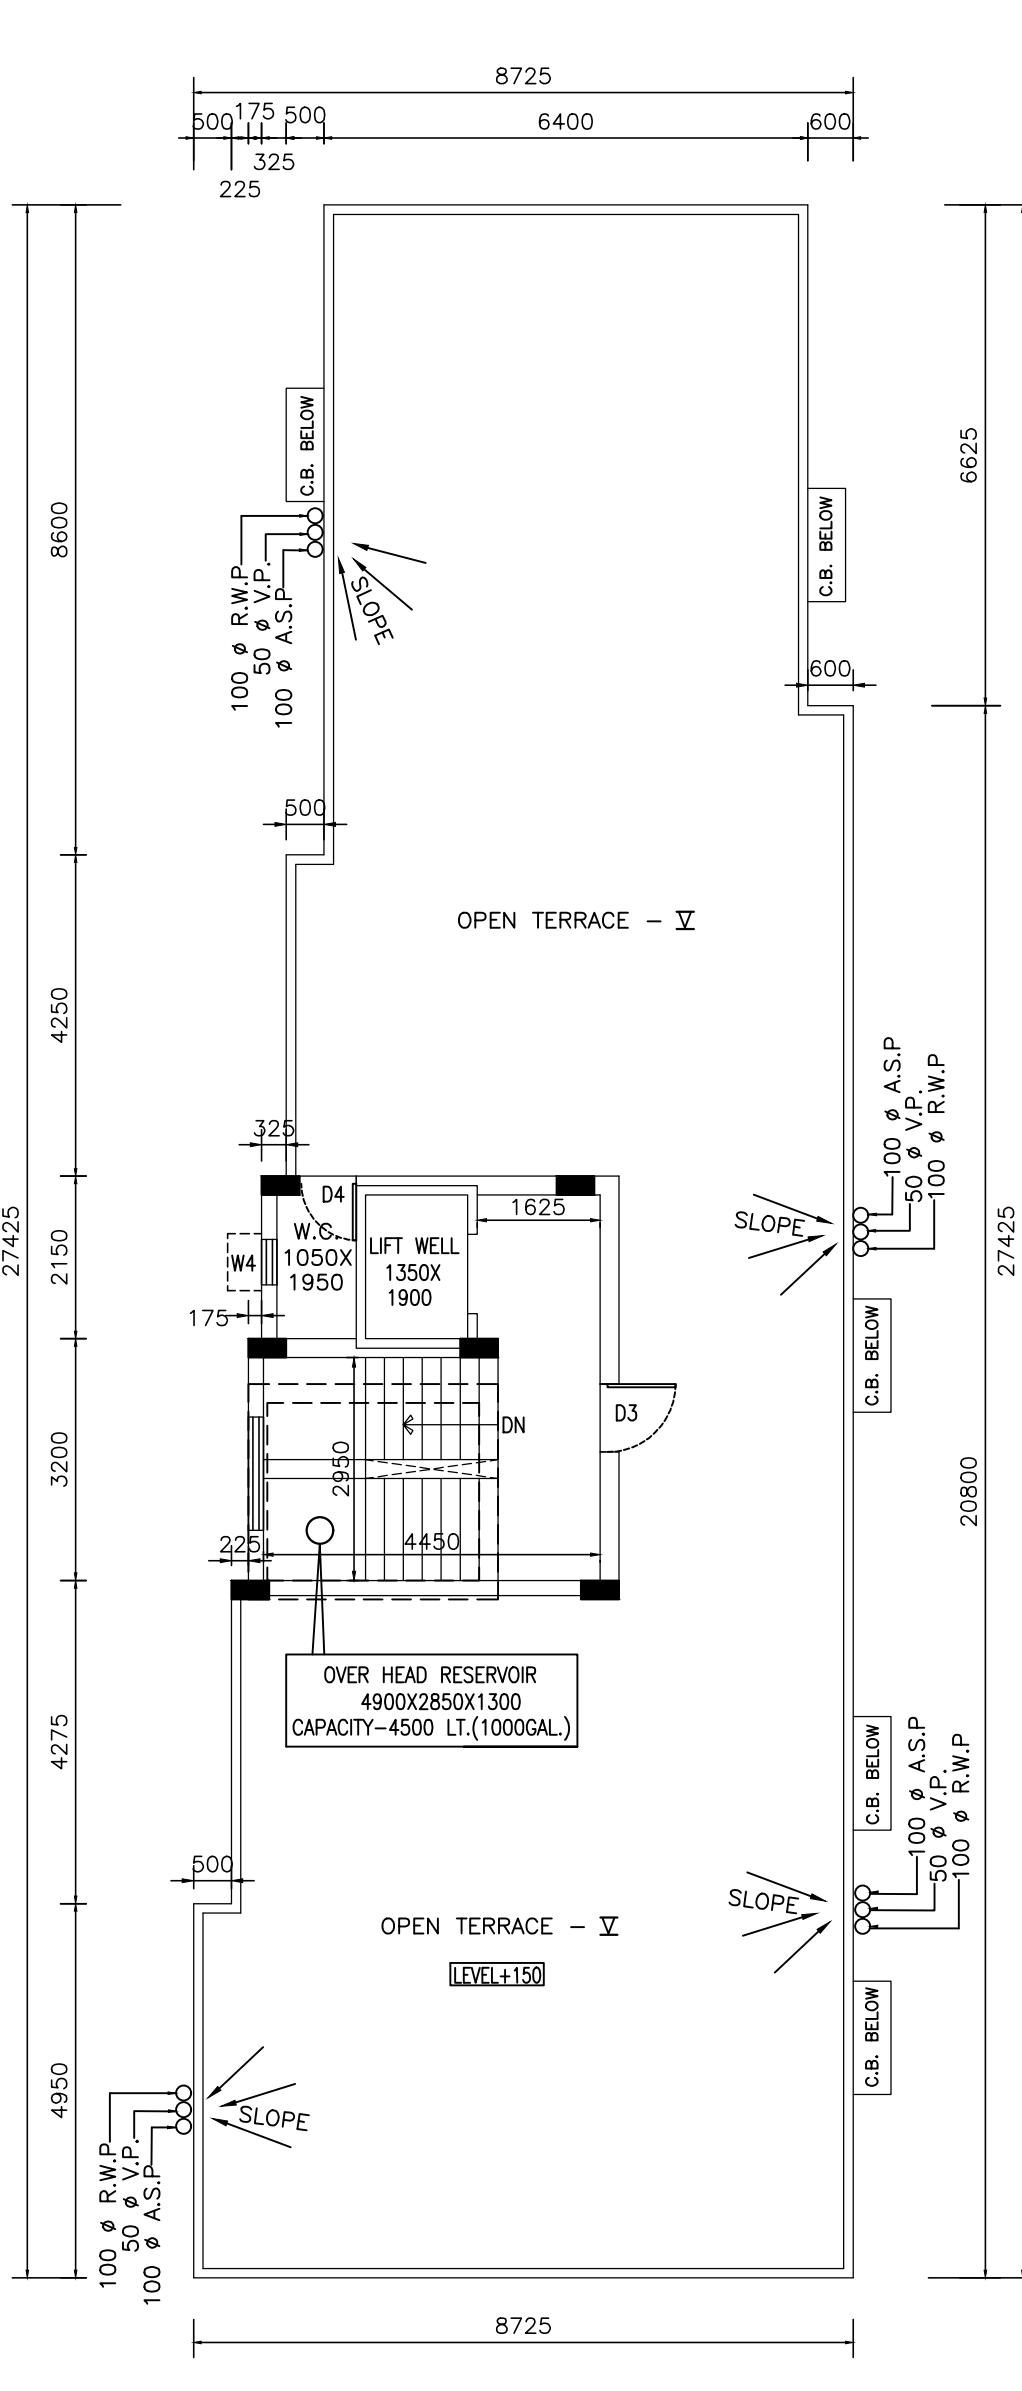 8725
500
175
500
6400
600
325
225
C.B. BELOW
6625
8600
C.B. BELOW
100 ø R.W.P
50 ø V.P.
100 ø A.S.P
SLOPE
600
500
OPEN TERRACE - V
4250
100 ø A.S.P
50 ø V.P.
100 ø R.W.P
325
D4
1625
SLOPE
27425
2150
W.C.
1050X
1950
LIFT WELL
1350X
1900
W4
27425
175
C.B. BELOW
D3
DN
3200
2950
20800
225
4450
OVER HEAD RESERVOIR
4900X2850X1300
CAPACITY-4500 LT.(1000GAL.)
4275
C.B. BELOW
100 ø A.S.P
50 ø V.P.
100 ø R.W.P
500
SLOPE
OPEN TERRACE - V
LEVEL+150
C.B. BELOW
4950
SLOPE
100 ø R.W.P
50 ø V.P.
100 ø A.S.P
8725